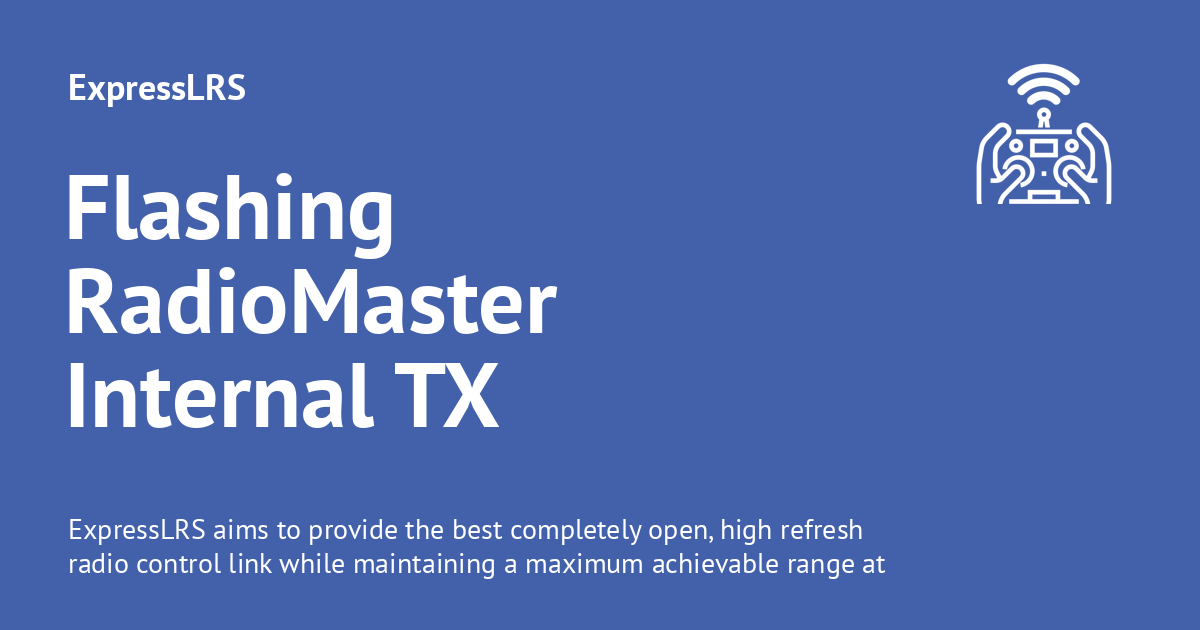 ExpressLRS
Flashing
RadioMaster
Internal TX
ExpressLRS aims to provide the best completely open, high refresh
radio control link while maintaining a maximum achievable range at